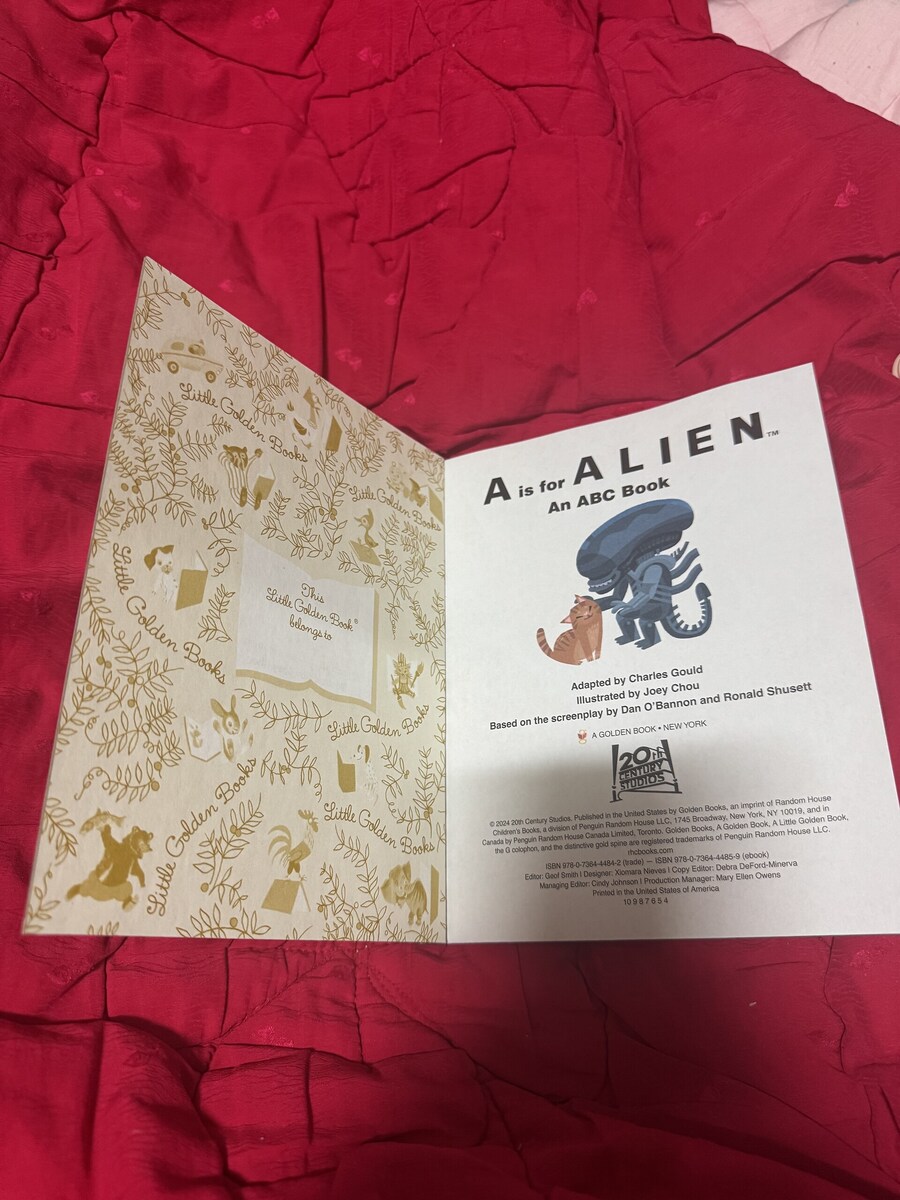 Little Golden Books
Little Golden Books
Little Golden Books
This
Little Golden Book®
belongs to
Little Golden Books
Little Golden Books
Little Golden Books
A is for ALIEN™
An ABC Book
Adapted by Charles Gould
Illustrated by Joey Chou
Based on the screenplay by Dan O'Bannon and Ronald Shusett
A GOLDEN BOOK • NEW YORK
20TH
CENTURY
STUDIOS
© 2024 20th Century Studios. Published in the United States by Golden Books, an imprint of Random House
Children's Books, a division of Penguin Random House LLC, 1745 Broadway, New York, NY 10019, and in
Canada by Penguin Random House Canada Limited, Toronto. Golden Books, A Golden Book, A Little Golden Book,
the G colophon, and the distinctive gold spine are registered trademarks of Penguin Random House LLC.
rhcbooks.com
ISBN 978-0-7364-4484-2 (trade) — ISBN 978-0-7364-4485-9 (ebook)
Editor: Geof Smith | Designer: Xiomara Nieves | Copy Editor: Debra DeFord-Minerva
Managing Editor: Cindy Johnson | Production Manager: Mary Ellen Owens
Printed in the United States of America
10 9 8 7 6 5 4